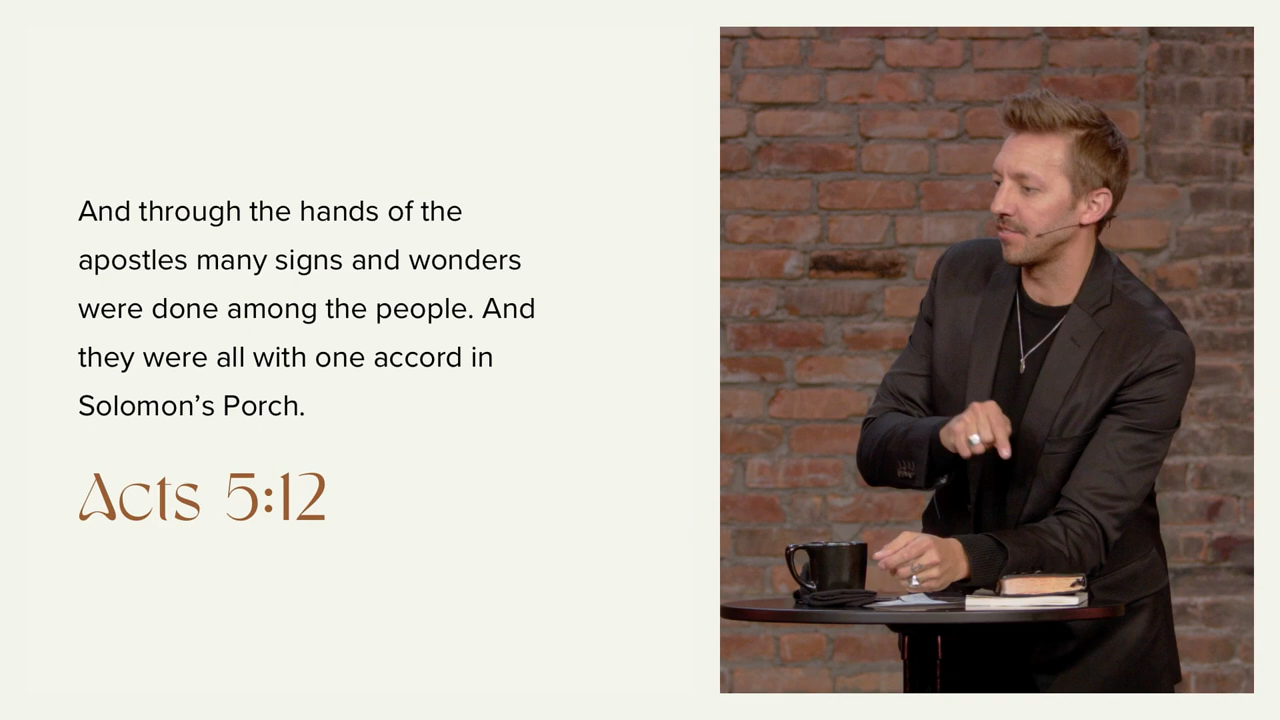 And through the hands of the
apostles many signs and wonders
were done among the people. And
they were all with one accord in
Solomon’s Porch.
Acts 5:12